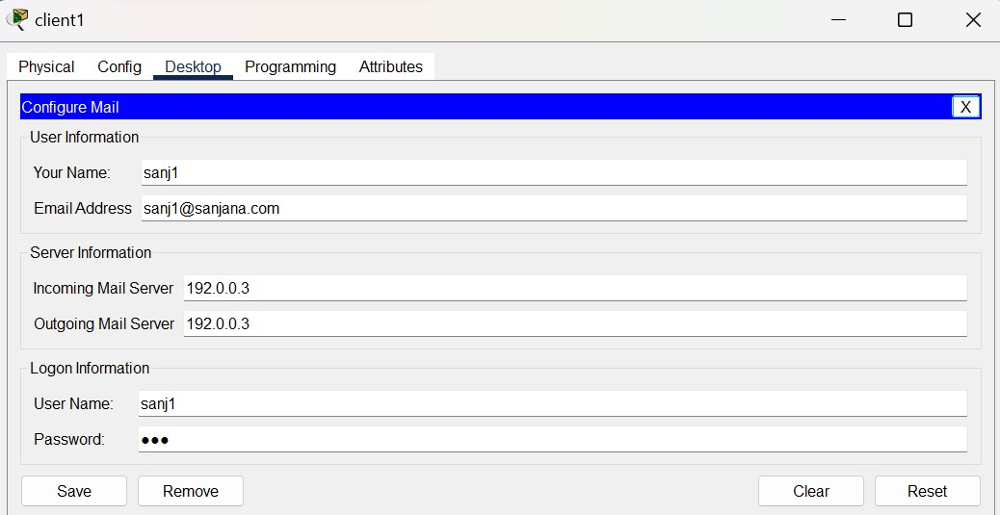 client1
Physical Config Desktop Programming Attributes
Configure Mail X
User Information
Your Name: sanj1
Email Address sanj1@sanjana.com
Server Information
Incoming Mail Server 192.0.0.3
Outgoing Mail Server 192.0.0.3
Logon Information
User Name: sanj1
Password: ●●●
Save Remove Clear Reset